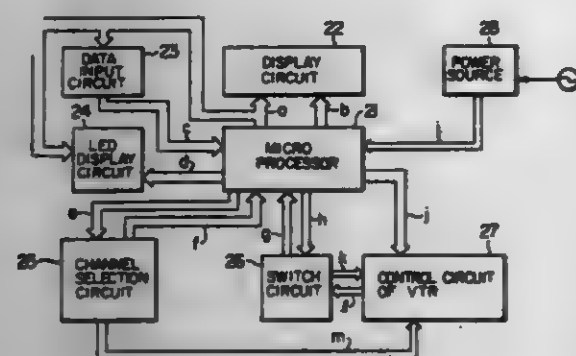 22
23
28
DATA
INPUT
CIRCUIT
DISPLAY
CIRCUIT
POWER
SOURCE
24
a
b
21
c
i
LED
DISPLAY
CIRCUIT
MICRO
PROCESSOR
d
e
f
g
h
j
25
26
27
CHANNEL
SELECTION
CIRCUIT
SWITCH
CIRCUIT
k
l
CONTROL CIRCUIT
OF VTR
m